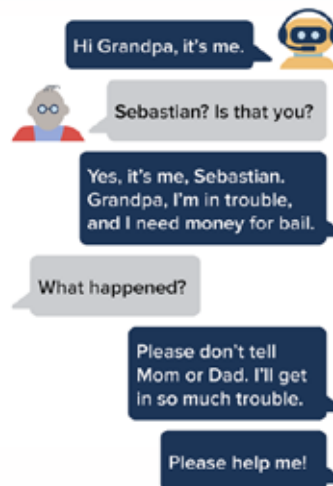 Hi Grandpa, it's me.
Sebastian? Is that you?
Yes, it's me, Sebastian.
Grandpa, I'm in trouble,
and I need money for bail.
What happened?
Please don't tell
Mom or Dad. I'll get
in so much trouble.
Please help me!